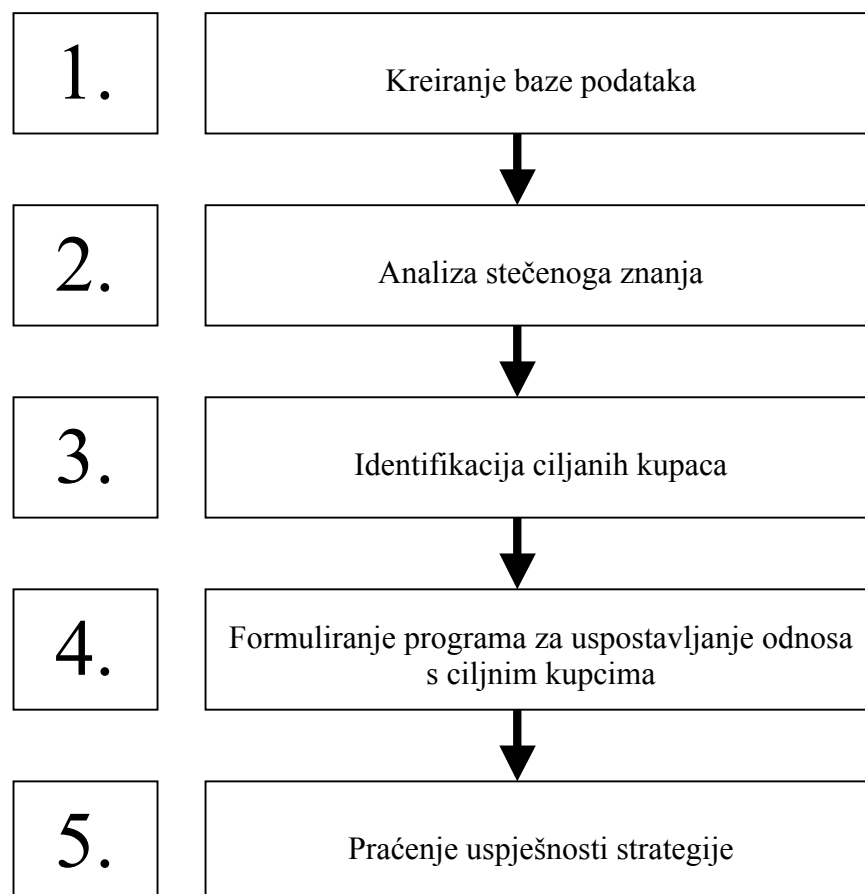 1.
Kreiranje baze podataka
2.
Analiza stečenoga znanja
3.
Identifikacija ciljanih kupaca
4.
Formuliranje programa za uspostavljanje odnosa
s ciljnim kupcima
5.
Praćenje uspješnosti strategije